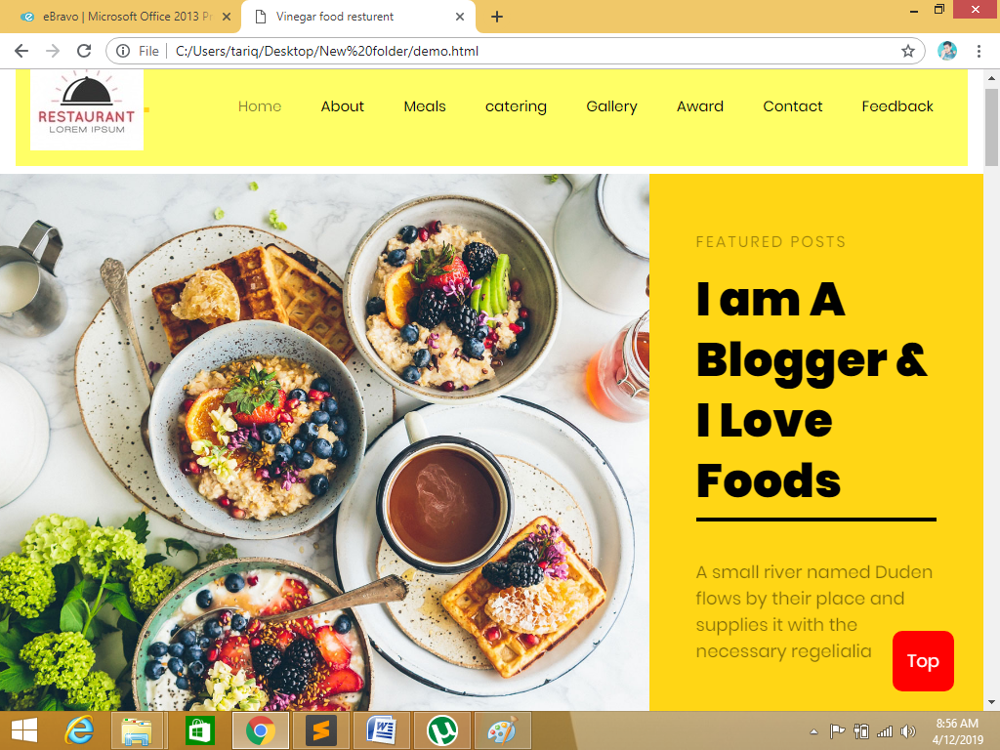 eBravo | Microsoft Office 2013 Pr
Vinegar food resturent
File
C:/Users/tariq/Desktop/New%20folder/demo.html
RESTAURANT
LOREM IPSUM
Home About Meals catering Gallery Award Contact Feedback
FEATURED POSTS
I am A
Blogger &
I Love
Foods
A small river named Duden
flows by their place and
supplies it with the
necessary regelialia
Top
8:56 AM
4/12/2019